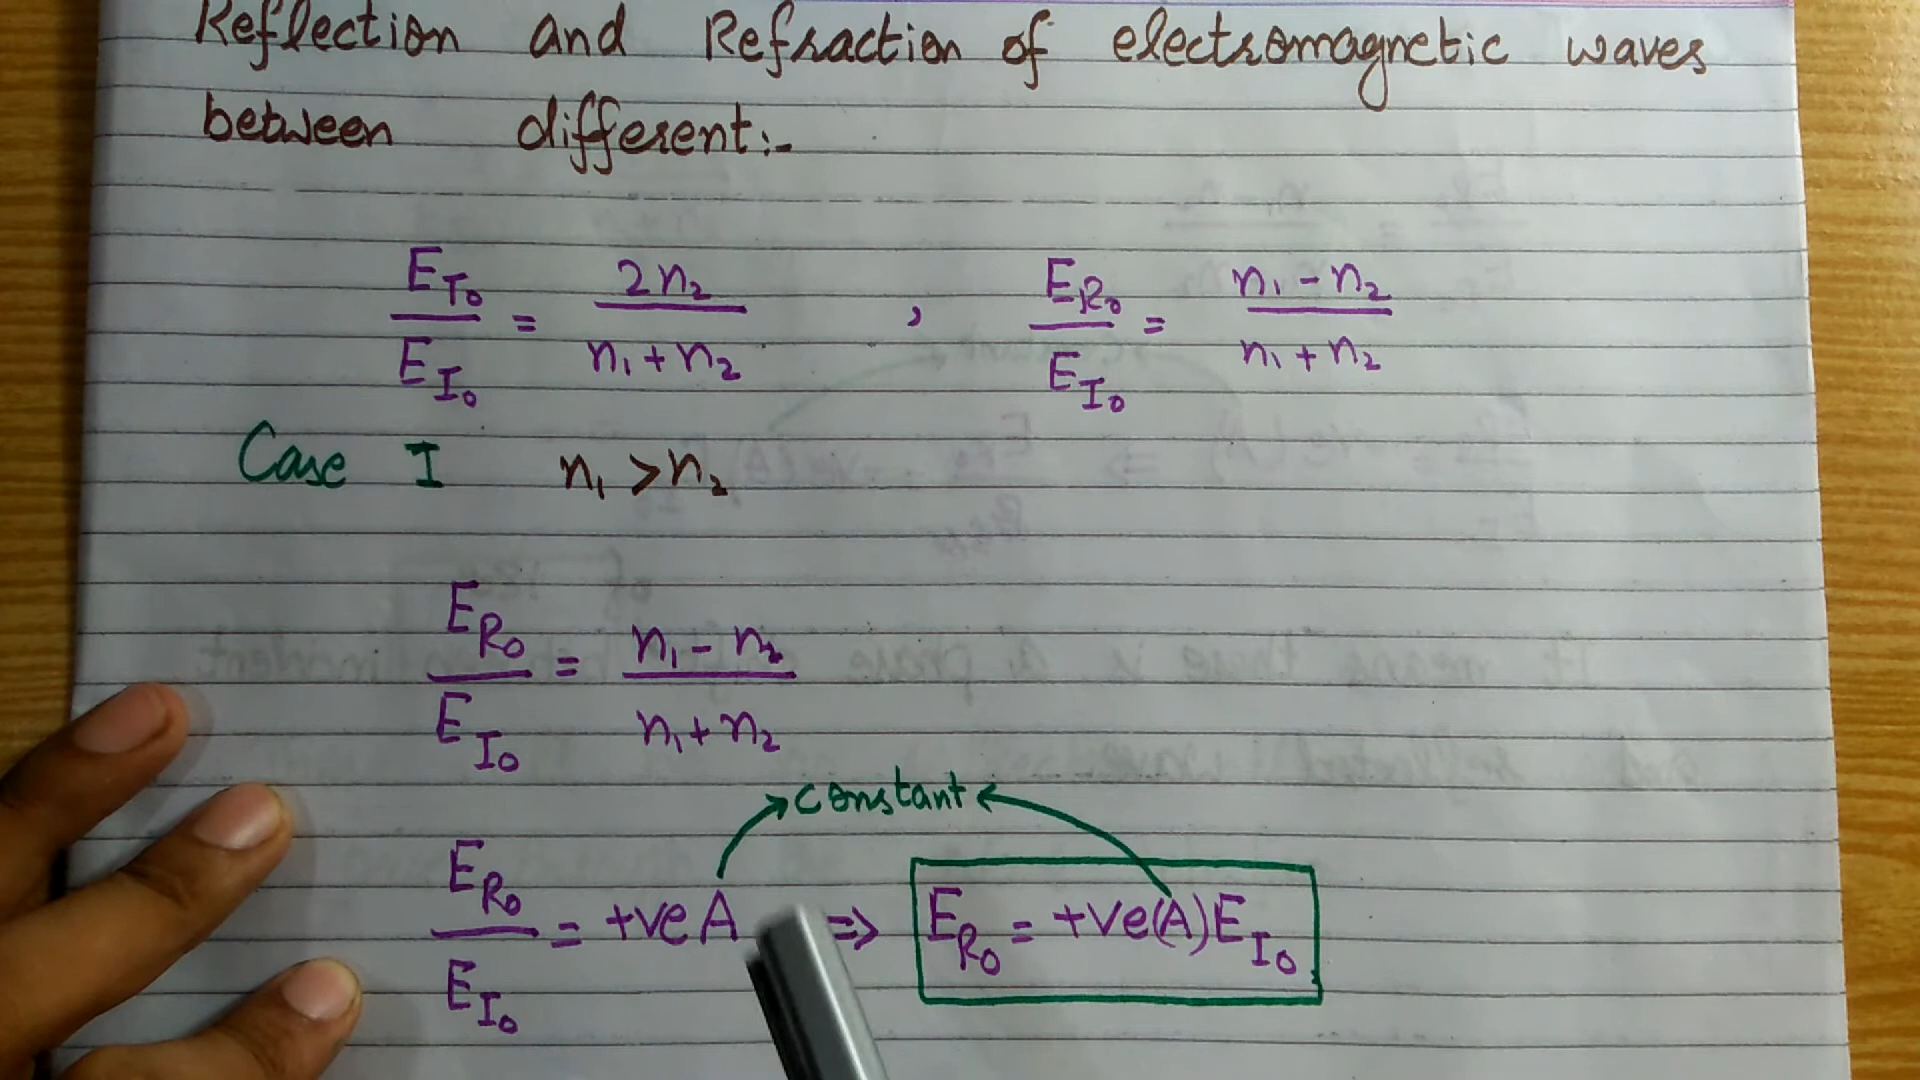 Reflection and Refraction of electromagnetic waves
between different:-
E_T₀ / E_I₀ = 2n₂ / n₁ + n₂ , E_R₀ / E_I₀ = n₁ - n₂ / n₁ + n₂
Case I n₁ > n₂
E_R₀ / E_I₀ = n₁ - n₂ / n₁ + n₂
constant
E_R₀ / E_I₀ = +ve A ⇒ E_R₀ = +ve(A) E_I₀